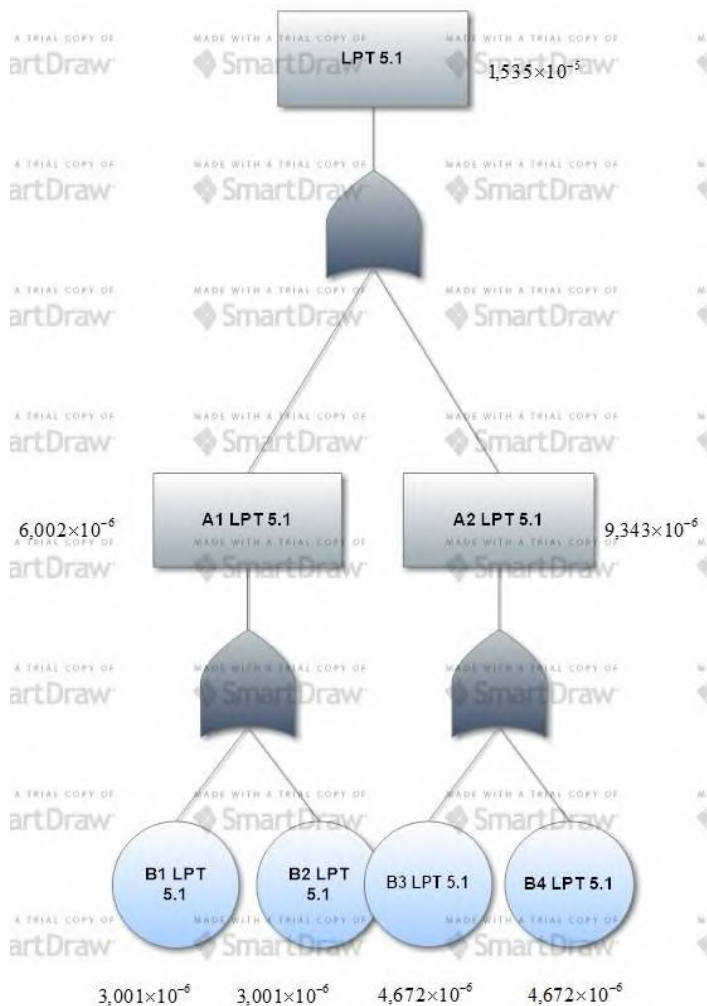 LPT 5.1
1,535×10⁻⁵
A1 LPT 5.1
6,002×10⁻⁶
A2 LPT 5.1
9,343×10⁻⁶
B1 LPT
5.1
B2 LPT
5.1
B3 LPT 5.1
B4 LPT 5.1
3,001×10⁻⁶ 3,001×10⁻⁶ 4,672×10⁻⁶ 4,672×10⁻⁶
MADE WITH A TRIAL COPY OF
SmartDraw